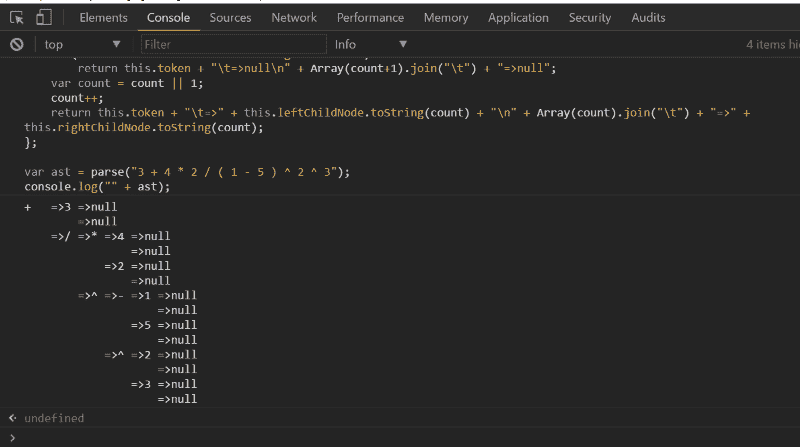 Elements Console Sources Network Performance Memory Application Security Audits
top Filter Info 4 items hi
return this.token + "\t=>null\n" + Array(count+1).join("\t") + "=>null";
var count = count || 1;
count++;
return this.token + "\t=>" + this.leftChildNode.toString(count) + "\n" + Array(count).join("\t") + "=>" +
this.rightChildNode.toString(count);
};
var ast = parse("3 + 4 * 2 / ( 1 - 5 ) ^ 2 ^ 3");
console.log("" + ast);
+ =>3 =>null
=>null
=>/ =>* =>4 =>null
=>null
=>2 =>null
=>null
=>^ =>- =>1 =>null
=>null
=>5 =>null
=>null
=>^ =>2 =>null
=>null
=>3 =>null
=>null
undefined
>